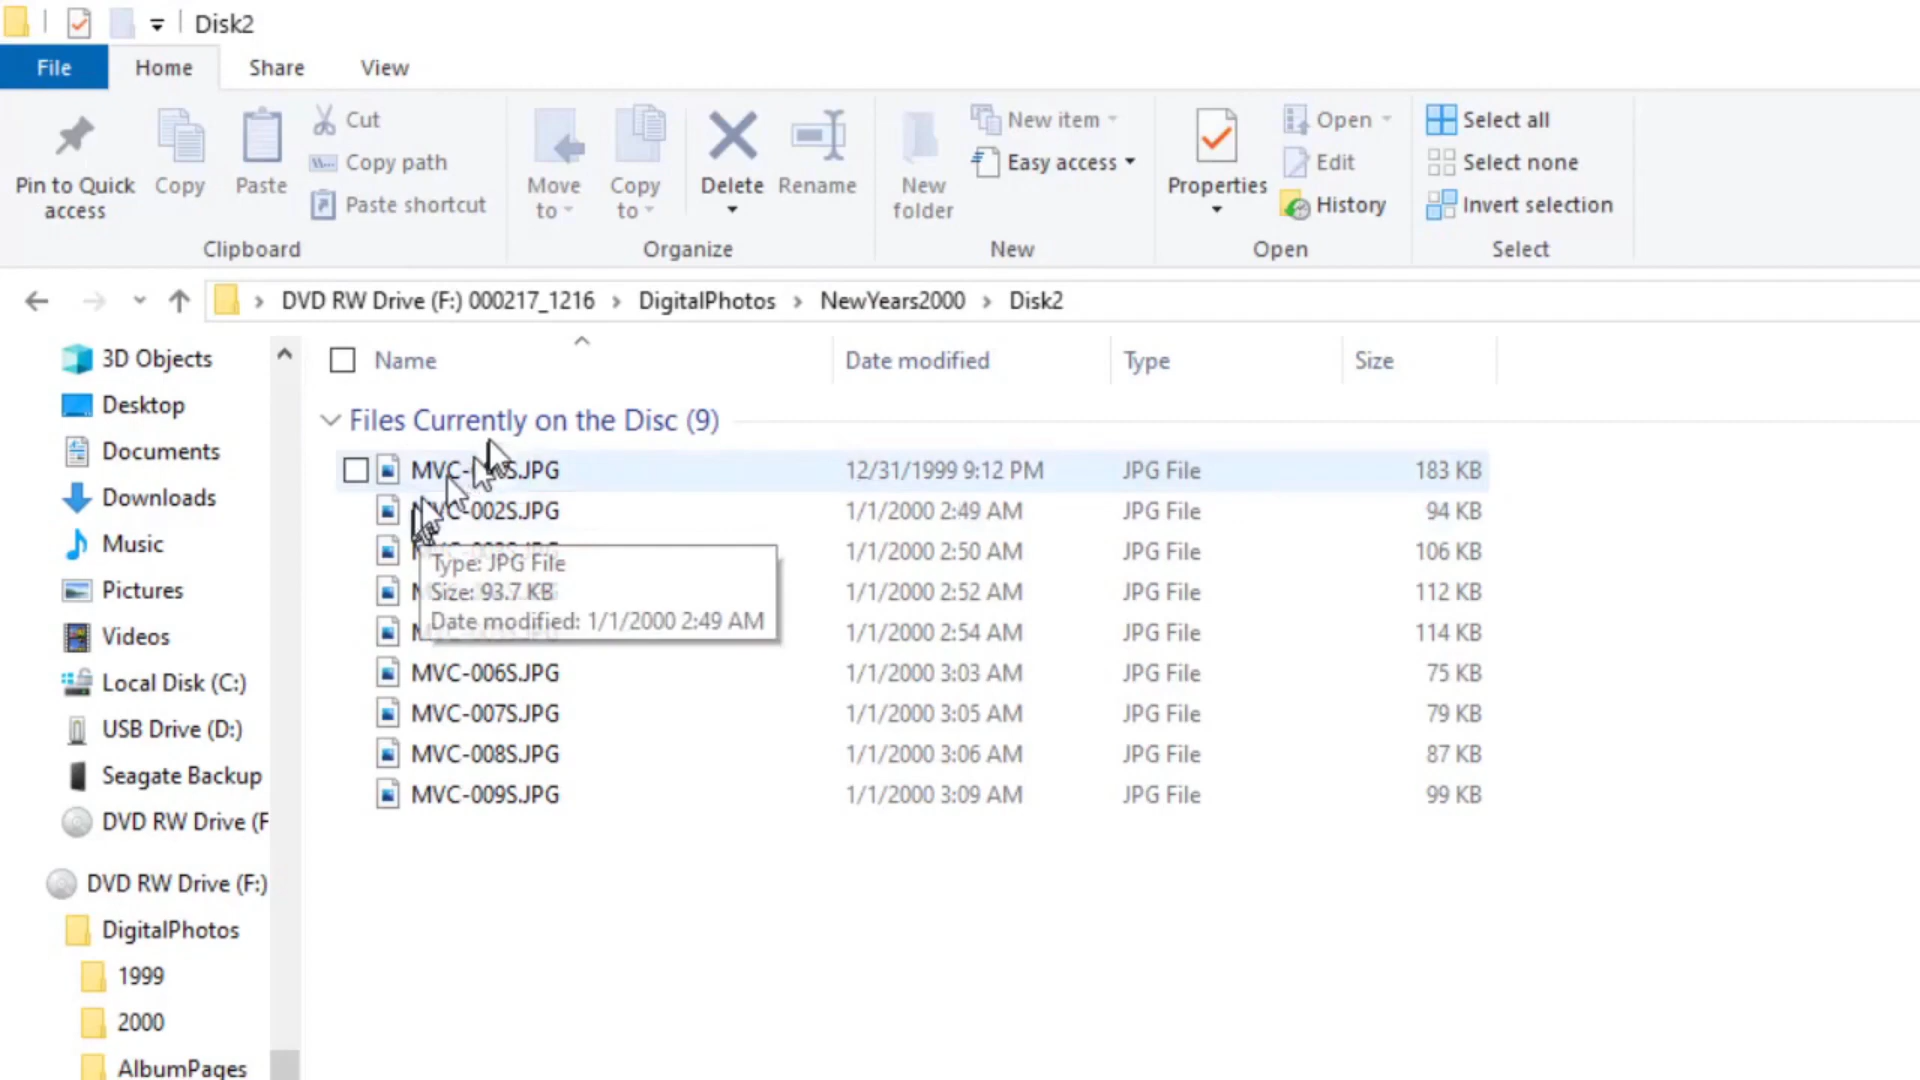 Disk2
File Home Share View
Pin to Quick access
Copy
Paste
Cut
Copy path
Paste shortcut
Clipboard
Move to
Copy to
Delete
Rename
Organize
New folder
New item
Easy access
New
Properties
Open
Edit
History
Open
Select all
Select none
Invert selection
Select
DVD RW Drive (F:) 000217_1216 › DigitalPhotos › NewYears2000 › Disk2
3D Objects
Desktop
Documents
Downloads
Music
Pictures
Videos
Local Disk (C:)
USB Drive (D:)
Seagate Backup
DVD RW Drive (F
DVD RW Drive (F:)
DigitalPhotos
1999
2000
AlbumPages
Name Date modified Type Size
Files Currently on the Disc (9)
12/31/1999 9:12 PM JPG File 183 KB
1/1/2000 2:49 AM JPG File 94 KB
1/1/2000 2:50 AM JPG File 106 KB
1/1/2000 2:52 AM JPG File 112 KB
1/1/2000 2:54 AM JPG File 114 KB
MVC-006S.JPG 1/1/2000 3:03 AM JPG File 75 KB
MVC-007S.JPG 1/1/2000 3:05 AM JPG File 79 KB
MVC-008S.JPG 1/1/2000 3:06 AM JPG File 87 KB
MVC-009S.JPG 1/1/2000 3:09 AM JPG File 99 KB
Type: JPG File
Size: 93.7 KB
Date modified: 1/1/2000 2:49 AM